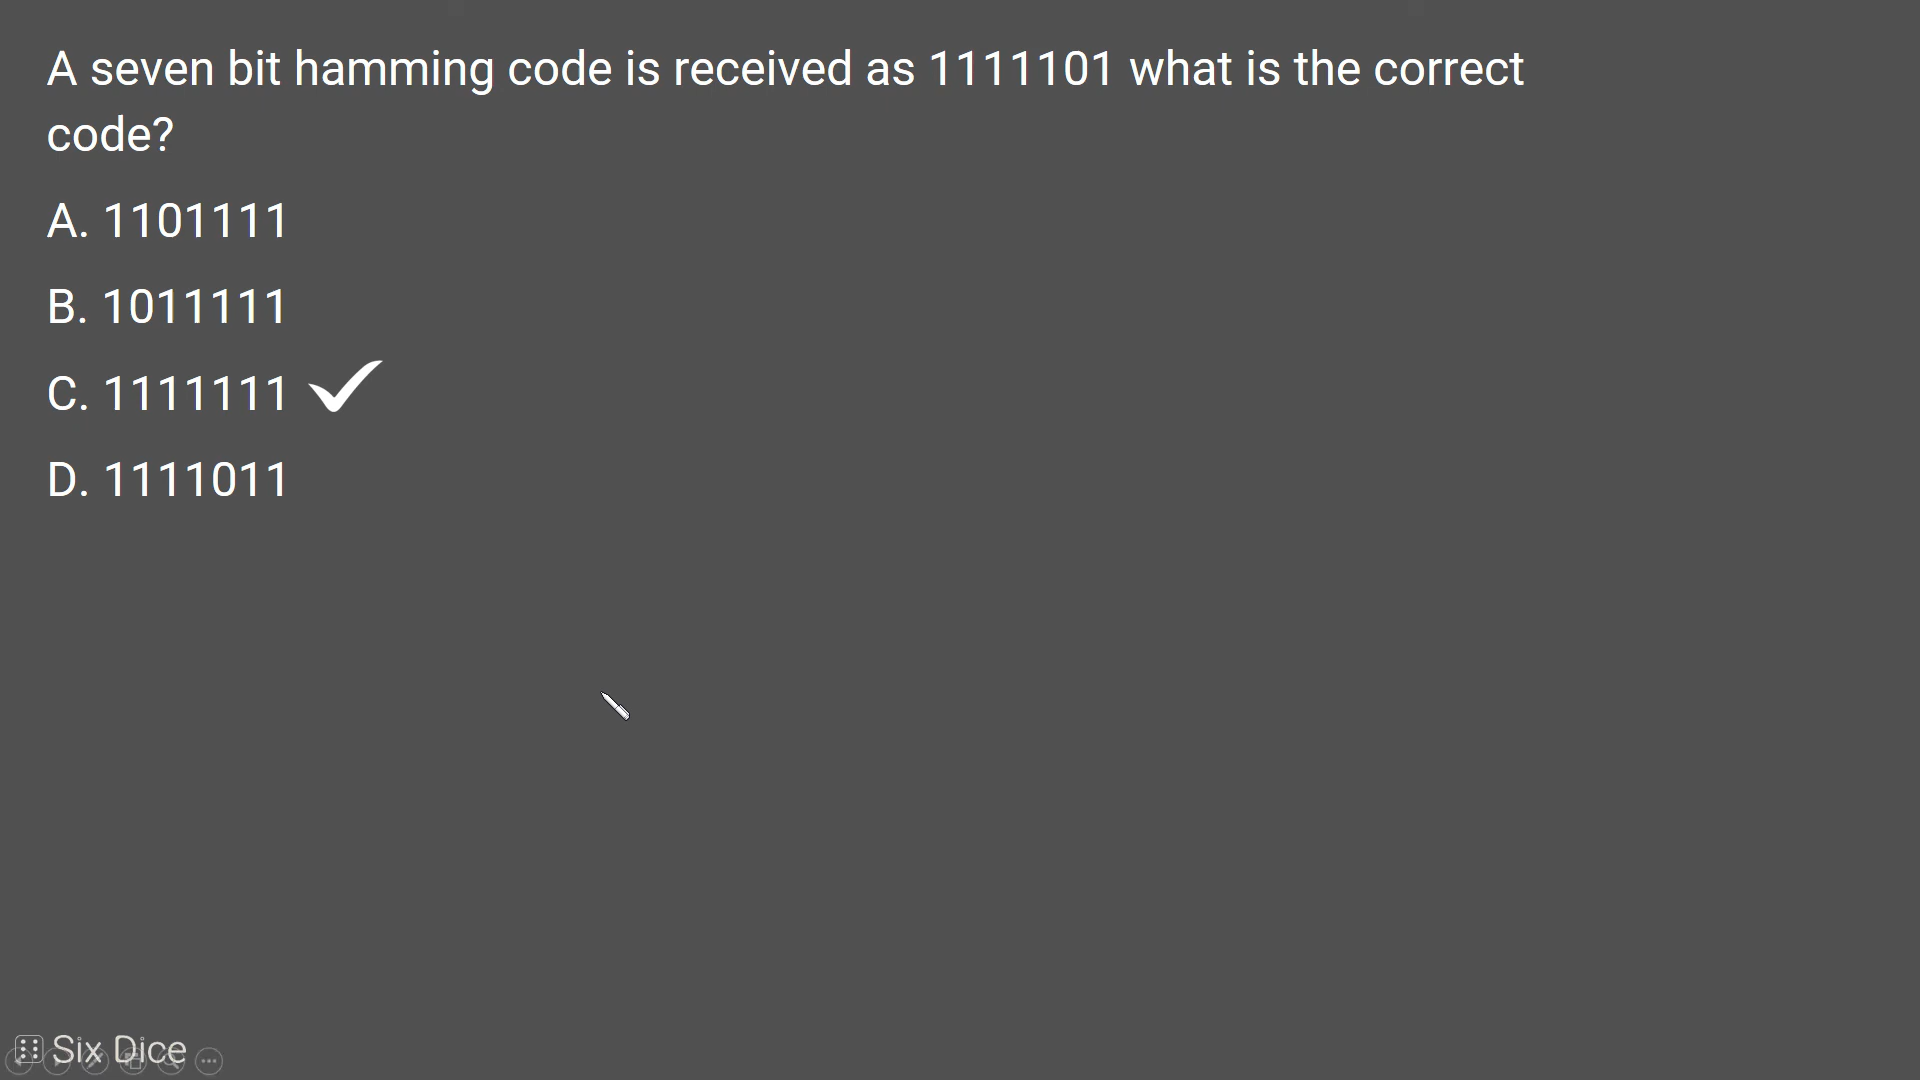 A seven bit hamming code is received as 1111101 what is the correct
code?
A. 1101111
B. 1011111
C. 1111111
D. 1111011
Six Dice